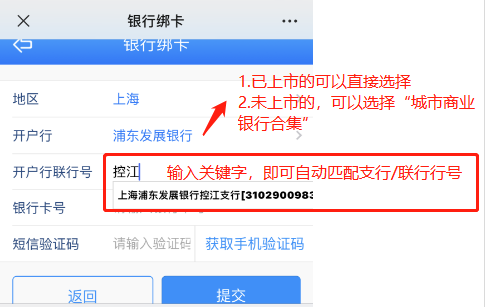 银行绑卡
银行绑卡
1.已上市的可以直接选择
2.未上市的，可以选择“城市商业
银行合集”
地区 上海
开户行 浦东发展银行
开户行联行号 控江 输入关键字，即可自动匹配支行/联行行号
上海浦东发展银行控江支行[3102900983
银行卡号
短信验证码 请输入验证码 获取手机验证码
返回 提交